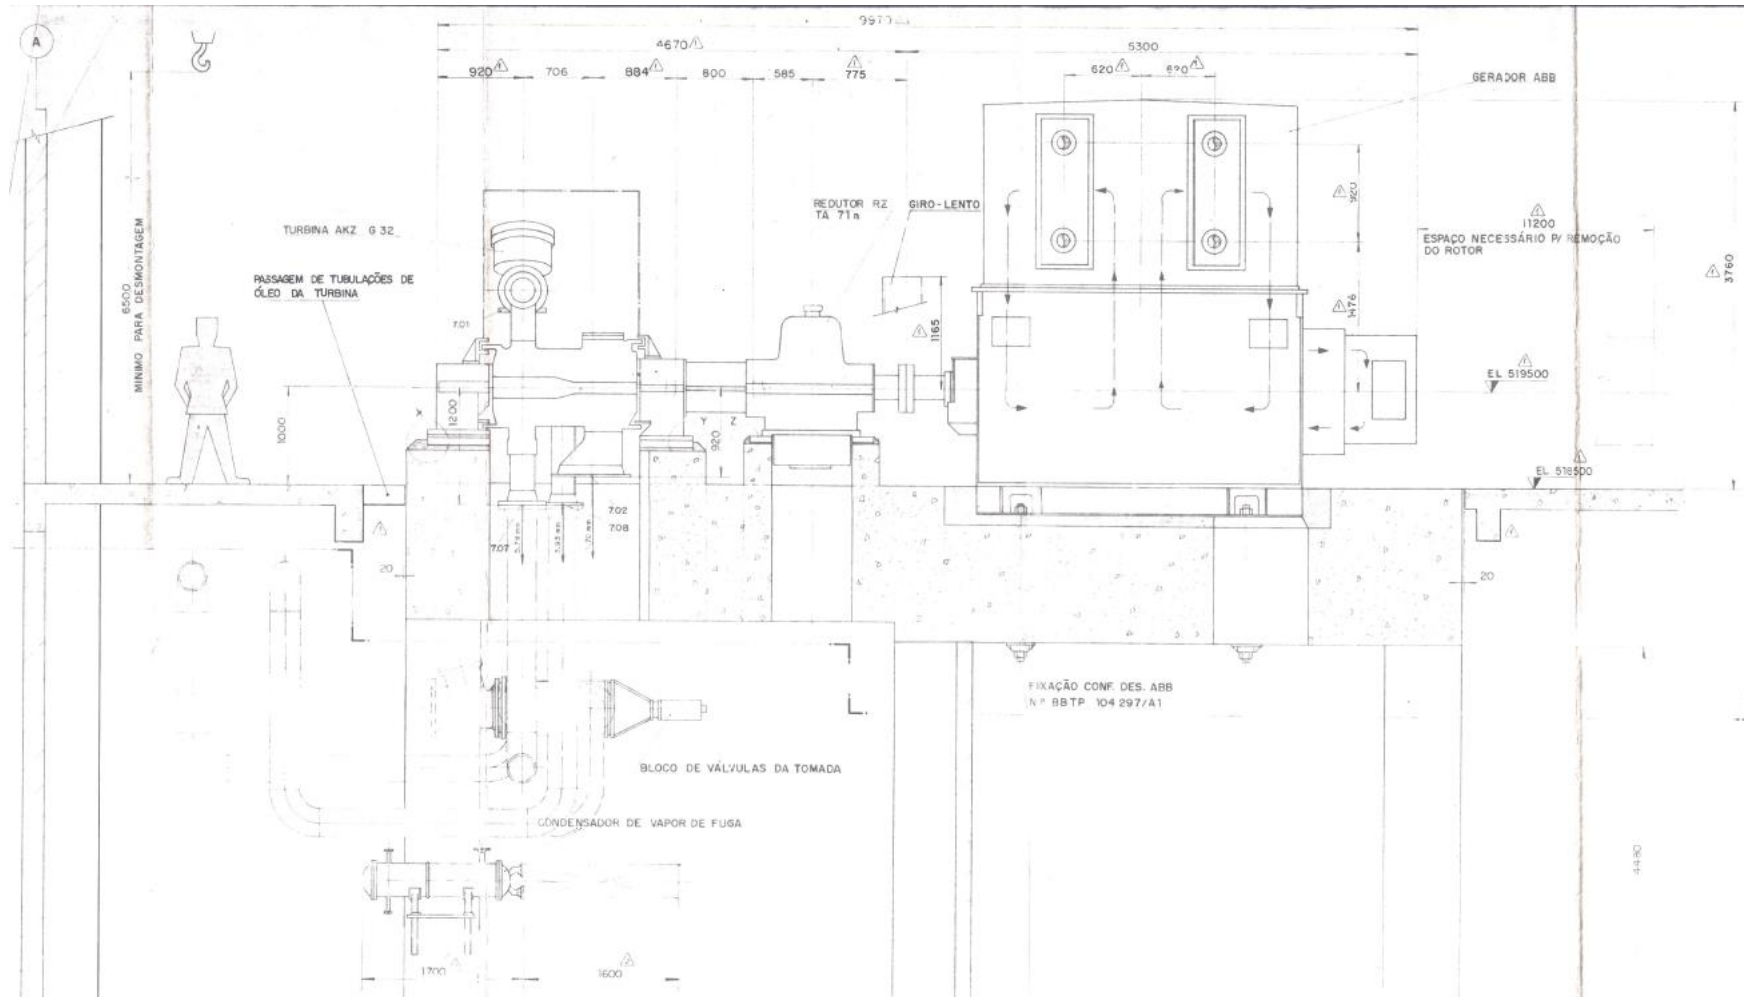 A
9970
4670
5300
920
706
884
800
585
775
620
620
GERADOR ABB
MINIMO PARA DESMONTAGEM
6500
TURBINA AKZ G 32
PASSAGEM DE TUBULAÇÕES DE
ÓLEO DA TURBINA
REDUTOR RZ
TA 71n
GIRO-LENTO
920
11200
ESPAÇO NECESSÁRIO P/ REMOÇÃO
DO ROTOR
3760
1476
1165
7.01
EL 519500
1000
X
1200
Y
Z
920
EL 518500
7.02
7.08
7.07
20
20
FIXAÇÃO CONF. DES. ABB
Nº BBTP 104 297/A1
BLOCO DE VÁLVULAS DA TOMADA
CONDENSADOR DE VAPOR DE FUGA
4480
1700
1600